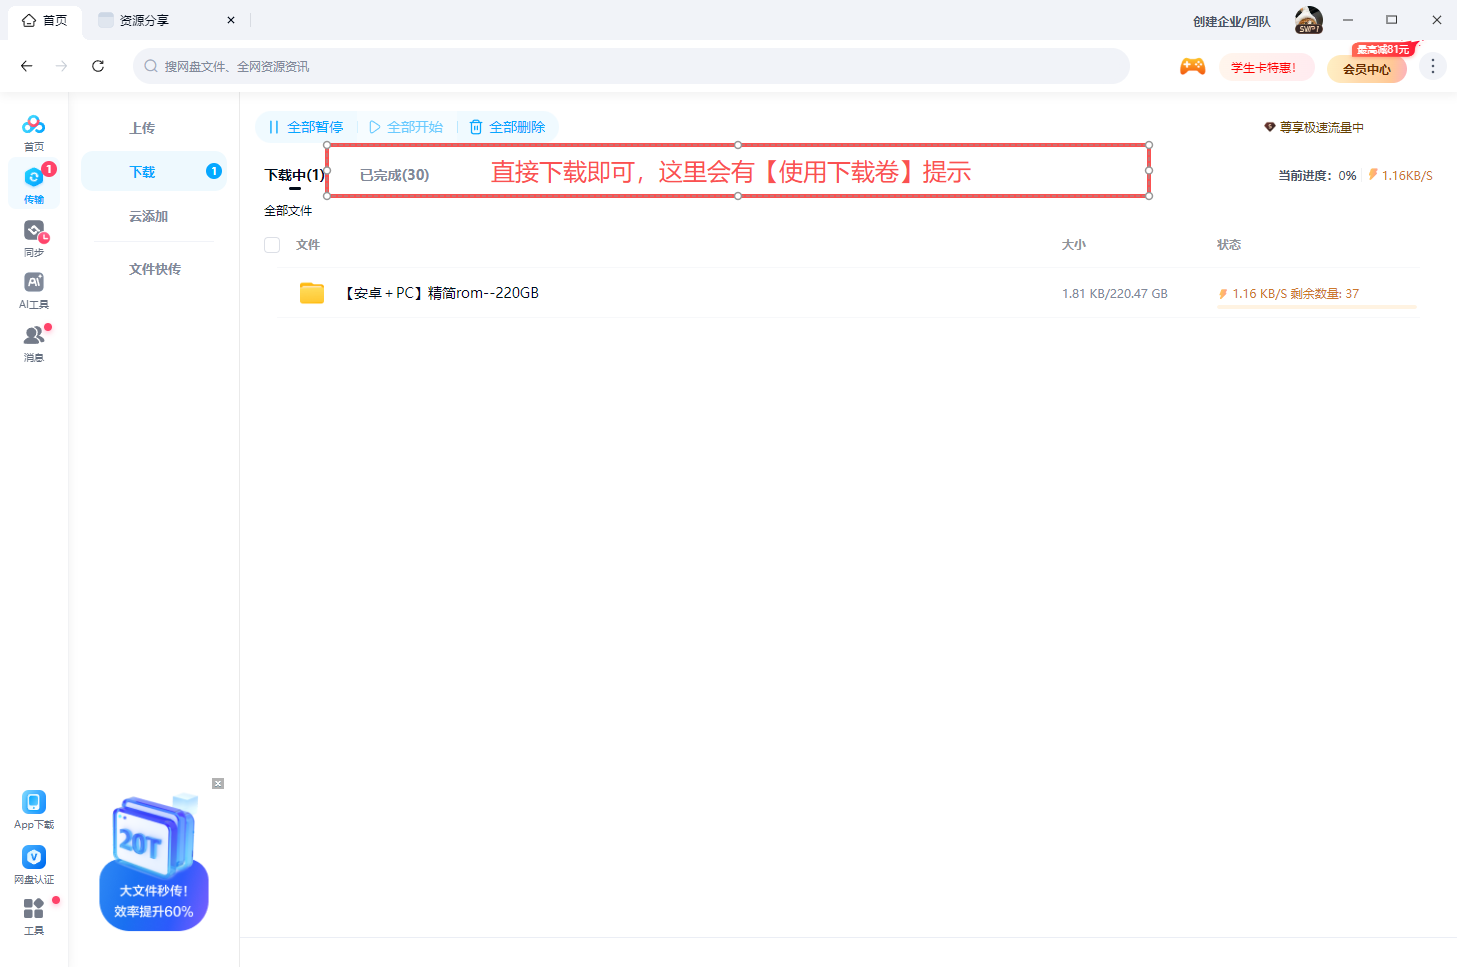 首页
资源分享
创建企业/团队
搜网盘文件、全网资源资讯
学生卡特惠!
最高减81元
会员中心
首页
1
传输
同步
AI工具
消息
App下载
网盘认证
工具
上传
下载
1
云添加
文件快传
20T
大文件秒传!
效率提升60%
全部暂停
全部开始
全部删除
尊享极速流量中
下载中(1)
已完成(30)
直接下载即可，这里会有【使用下载卷】提示
当前进度：0%
1.16KB/S
全部文件
文件
大小
状态
【安卓+PC】精简rom--220GB
1.81 KB/220.47 GB
1.16 KB/S 剩余数量: 37